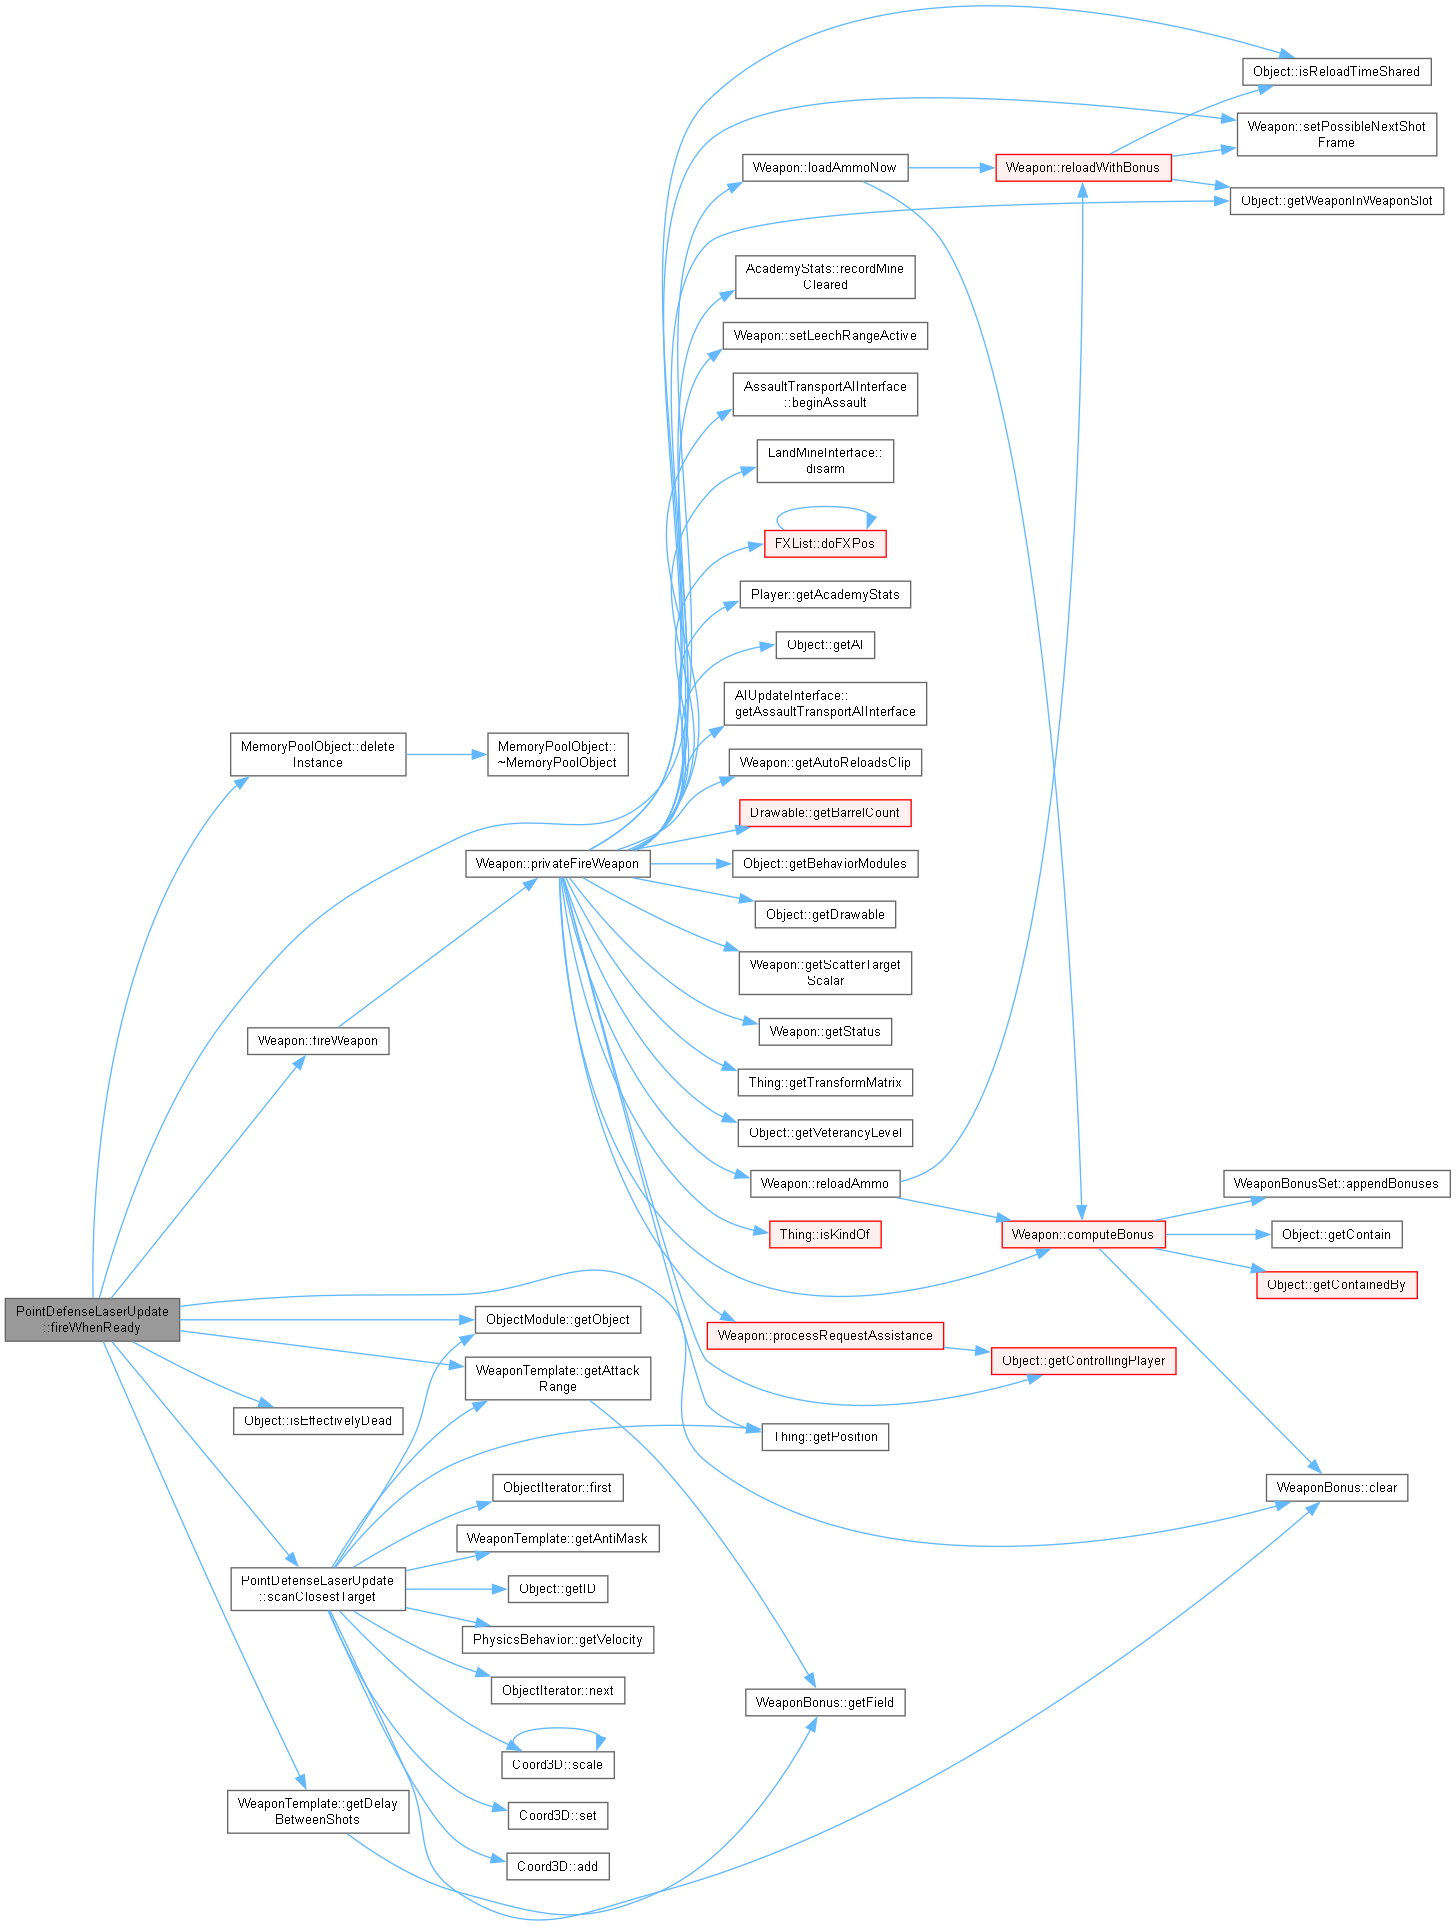 Object::isReloadTimeShared
Weapon::setPossibleNextShot
Frame
Weapon::loadAmmoNow
Weapon::reloadWithBonus
Object::getWeaponInWeaponSlot
AcademyStats::recordMine
Cleared
Weapon::setLeechRangeActive
AssaultTransportAIInterface
::beginAssault
LandMineInterface::
disarm
FXList::doFXPos
Player::getAcademyStats
Object::getAI
AIUpdateInterface::
getAssaultTransportAIInterface
MemoryPoolObject::delete
Instance
MemoryPoolObject::
~MemoryPoolObject
Weapon::getAutoReloadsClip
Drawable::getBarrelCount
Weapon::privateFireWeapon
Object::getBehaviorModules
Object::getDrawable
Weapon::getScatterTarget
Scalar
Weapon::getStatus
Weapon::fireWeapon
Thing::getTransformMatrix
Object::getVeterancyLevel
Weapon::reloadAmmo
WeaponBonusSet::appendBonuses
Thing::isKindOf
Weapon::computeBonus
Object::getContain
Object::getContainedBy
PointDefenseLaserUpdate
::fireWhenReady
ObjectModule::getObject
Weapon::processRequestAssistance
Object::getControllingPlayer
WeaponTemplate::getAttack
Range
Object::isEffectivelyDead
Thing::getPosition
ObjectIterator::first
WeaponBonus::clear
WeaponTemplate::getAntiMask
PointDefenseLaserUpdate
::scanClosestTarget
Object::getID
PhysicsBehavior::getVelocity
ObjectIterator::next
WeaponBonus::getField
Coord3D::scale
WeaponTemplate::getDelay
BetweenShots
Coord3D::set
Coord3D::add